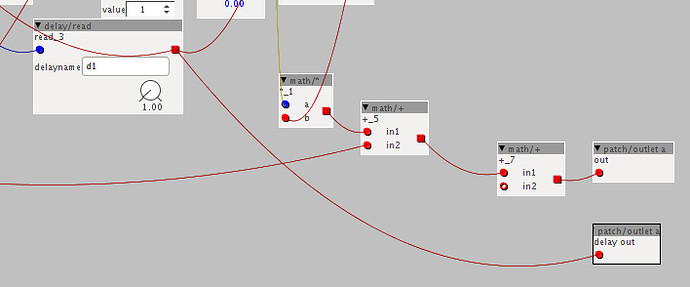 value 1
0.00
delay/read
read_3
delayname d1
1.00
math/*
*_1
a
b
math/+
+_5
in1
in2
math/+
+_7
in1
in2
patch/outlet a
out
patch/outlet a
delay out